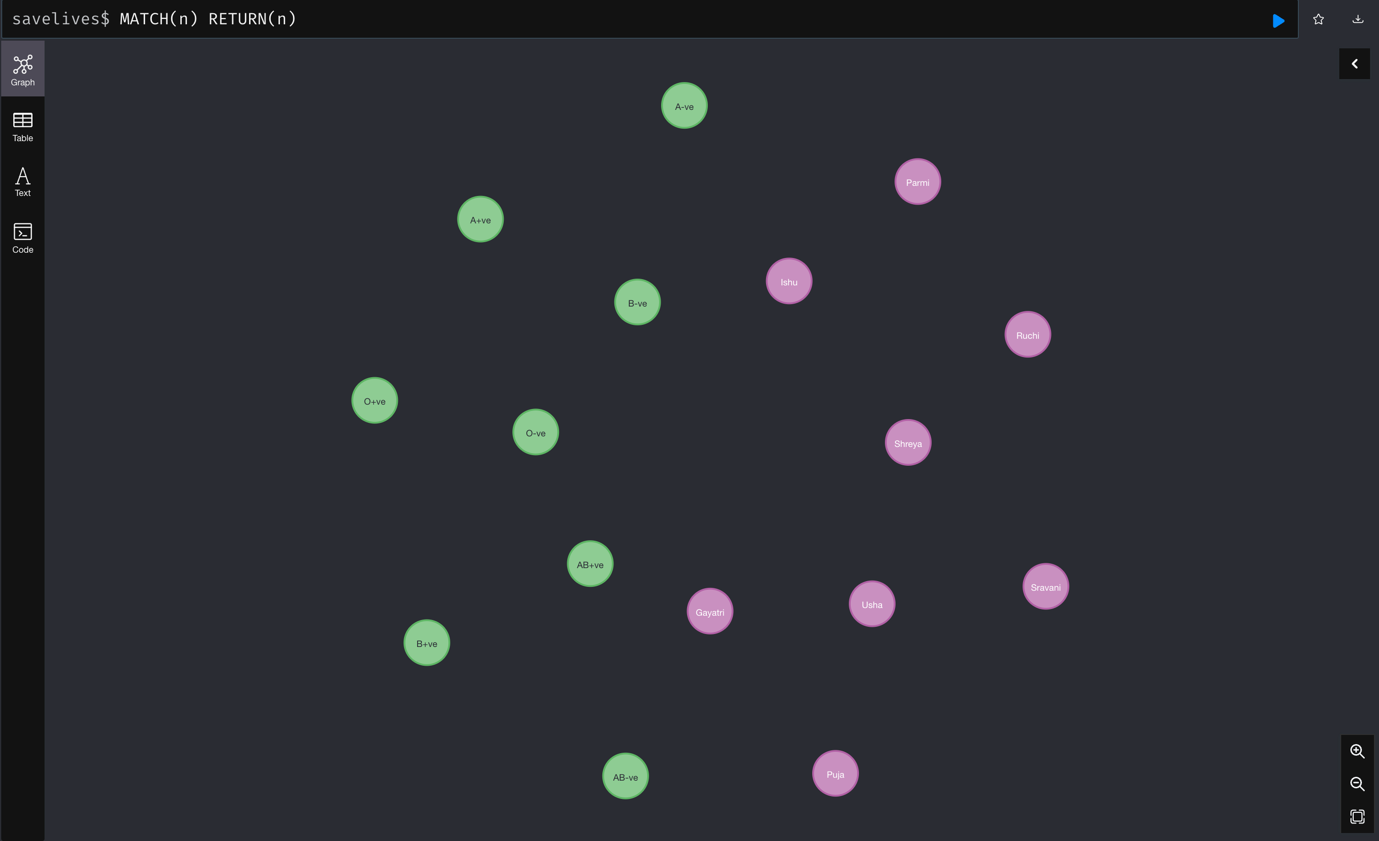 savelives$ MATCH(n) RETURN(n)
Graph
Table
Text
Code
A-ve
Parmi
A+ve
Ishu
B-ve
Ruchi
O+ve
O-ve
Shreya
AB+ve
Sravani
Usha
Gayatri
B+ve
Puja
AB-ve